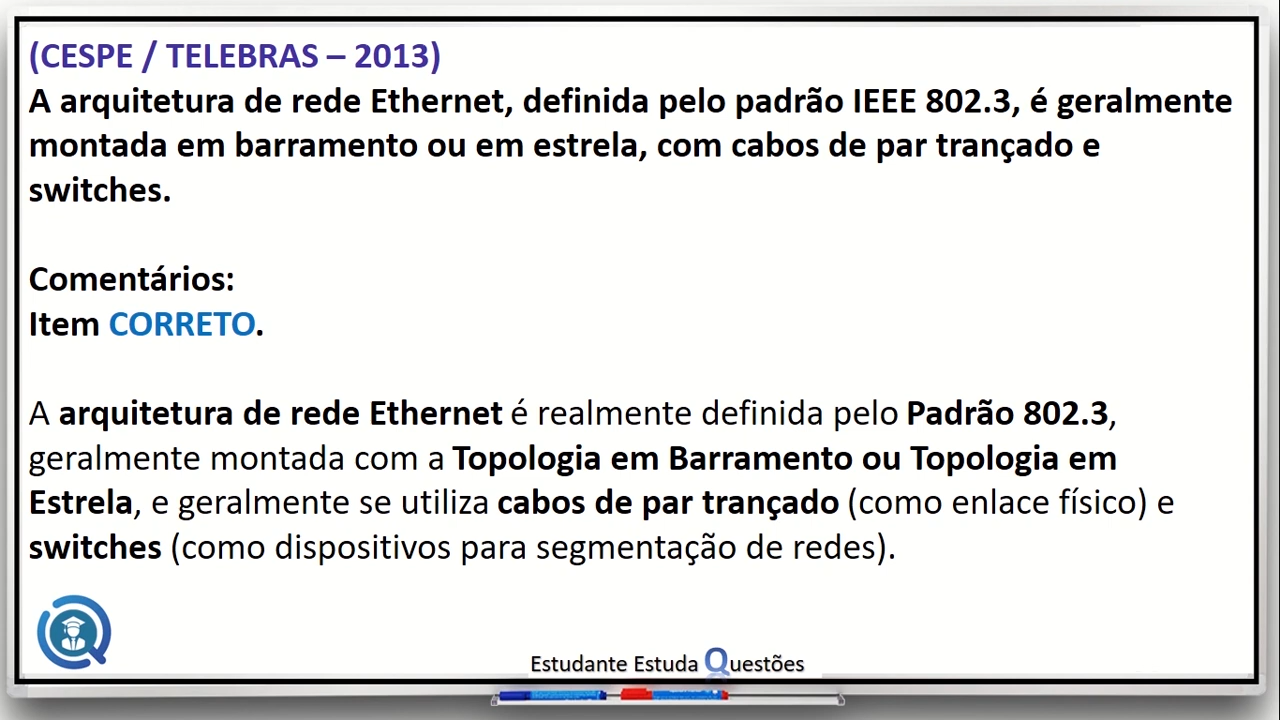 (CESPE / TELEBRAS – 2013)
A arquitetura de rede Ethernet, definida pelo padrão IEEE 802.3, é geralmente
montada em barramento ou em estrela, com cabos de par trançado e
switches.
Comentários:
Item CORRETO.
A arquitetura de rede Ethernet é realmente definida pelo Padrão 802.3,
geralmente montada com a Topologia em Barramento ou Topologia em
Estrela, e geralmente se utiliza cabos de par trançado (como enlace físico) e
switches (como dispositivos para segmentação de redes).
Estudante Estuda Questões